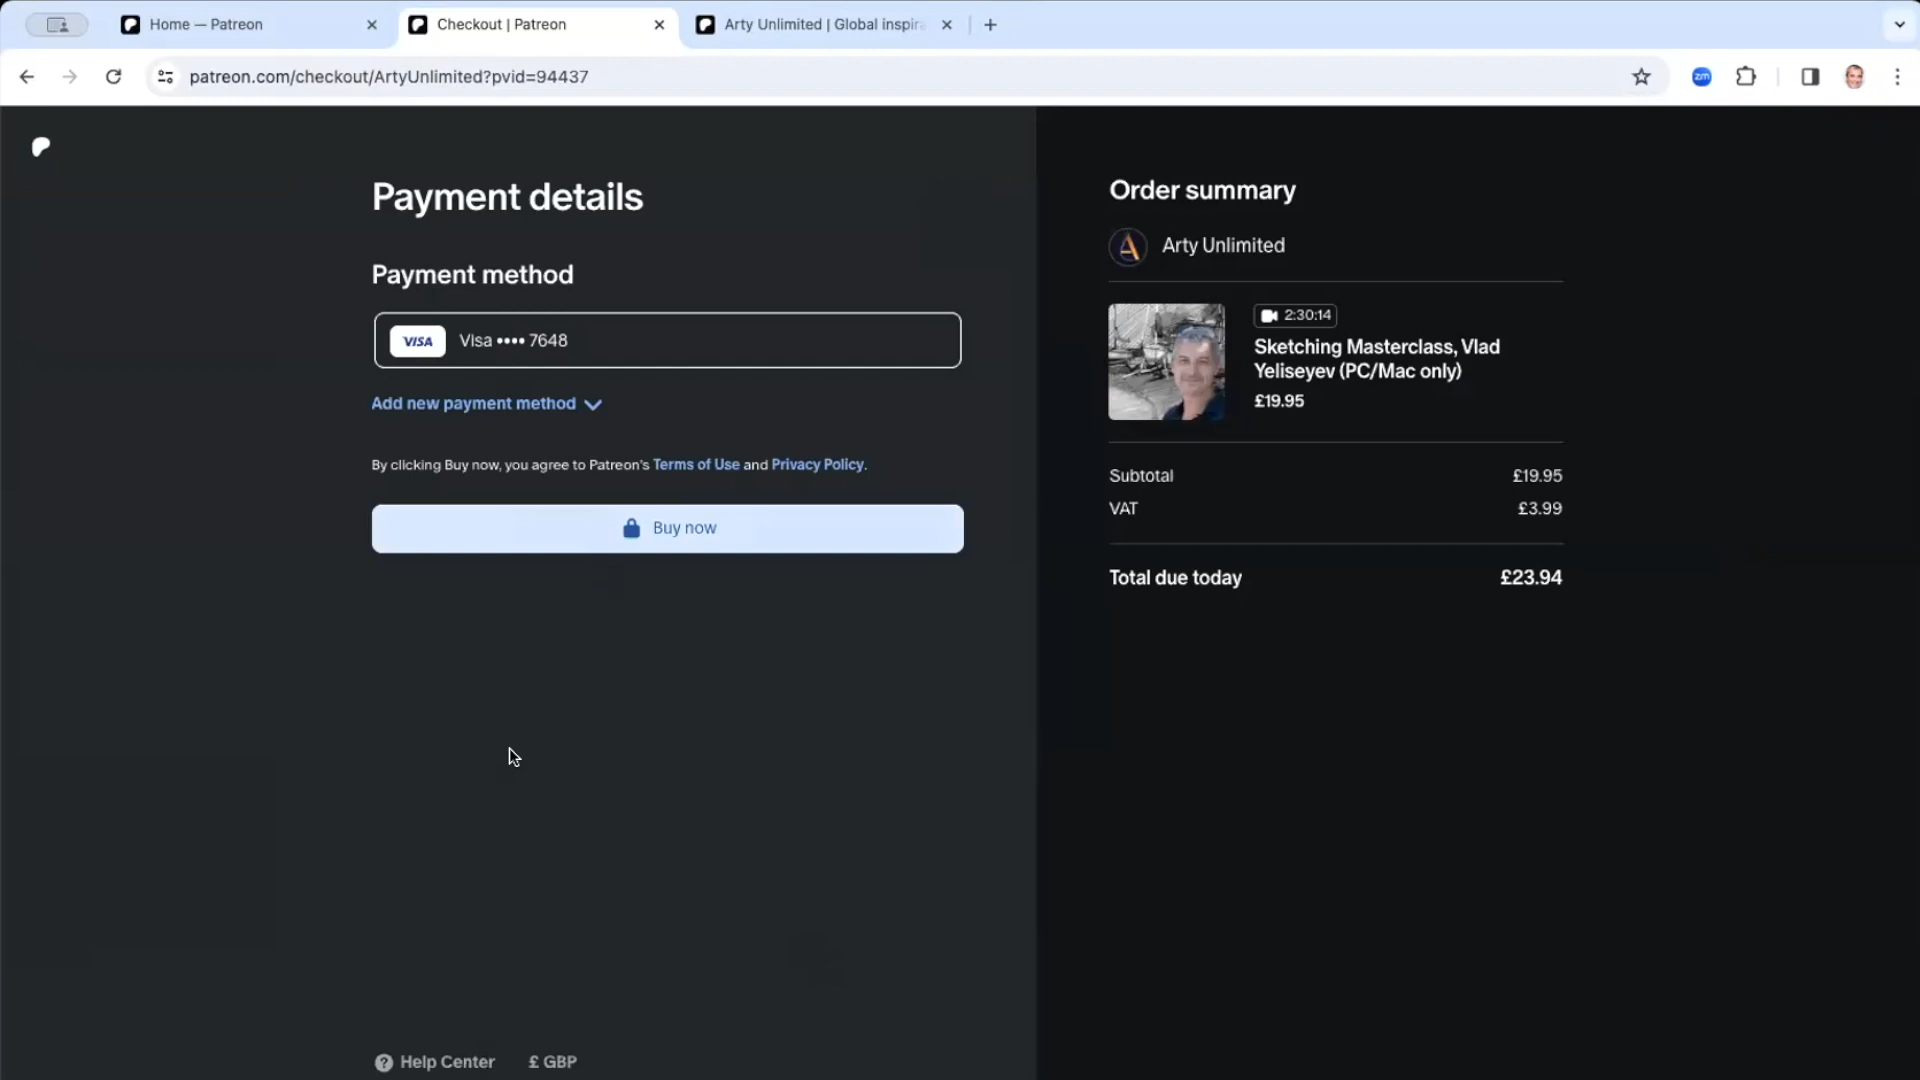 Home — Patreon
Checkout | Patreon
Arty Unlimited | Global inspira
patreon.com/checkout/ArtyUnlimited?pvid=94437
zm
Payment details
Payment method
VISA Visa •••• 7648
Add new payment method
By clicking Buy now, you agree to Patreon's Terms of Use and Privacy Policy.
Buy now
Help Center £ GBP
Order summary
Arty Unlimited
2:30:14
Sketching Masterclass, Vlad
Yeliseyev (PC/Mac only)
£19.95
Subtotal £19.95
VAT £3.99
Total due today £23.94